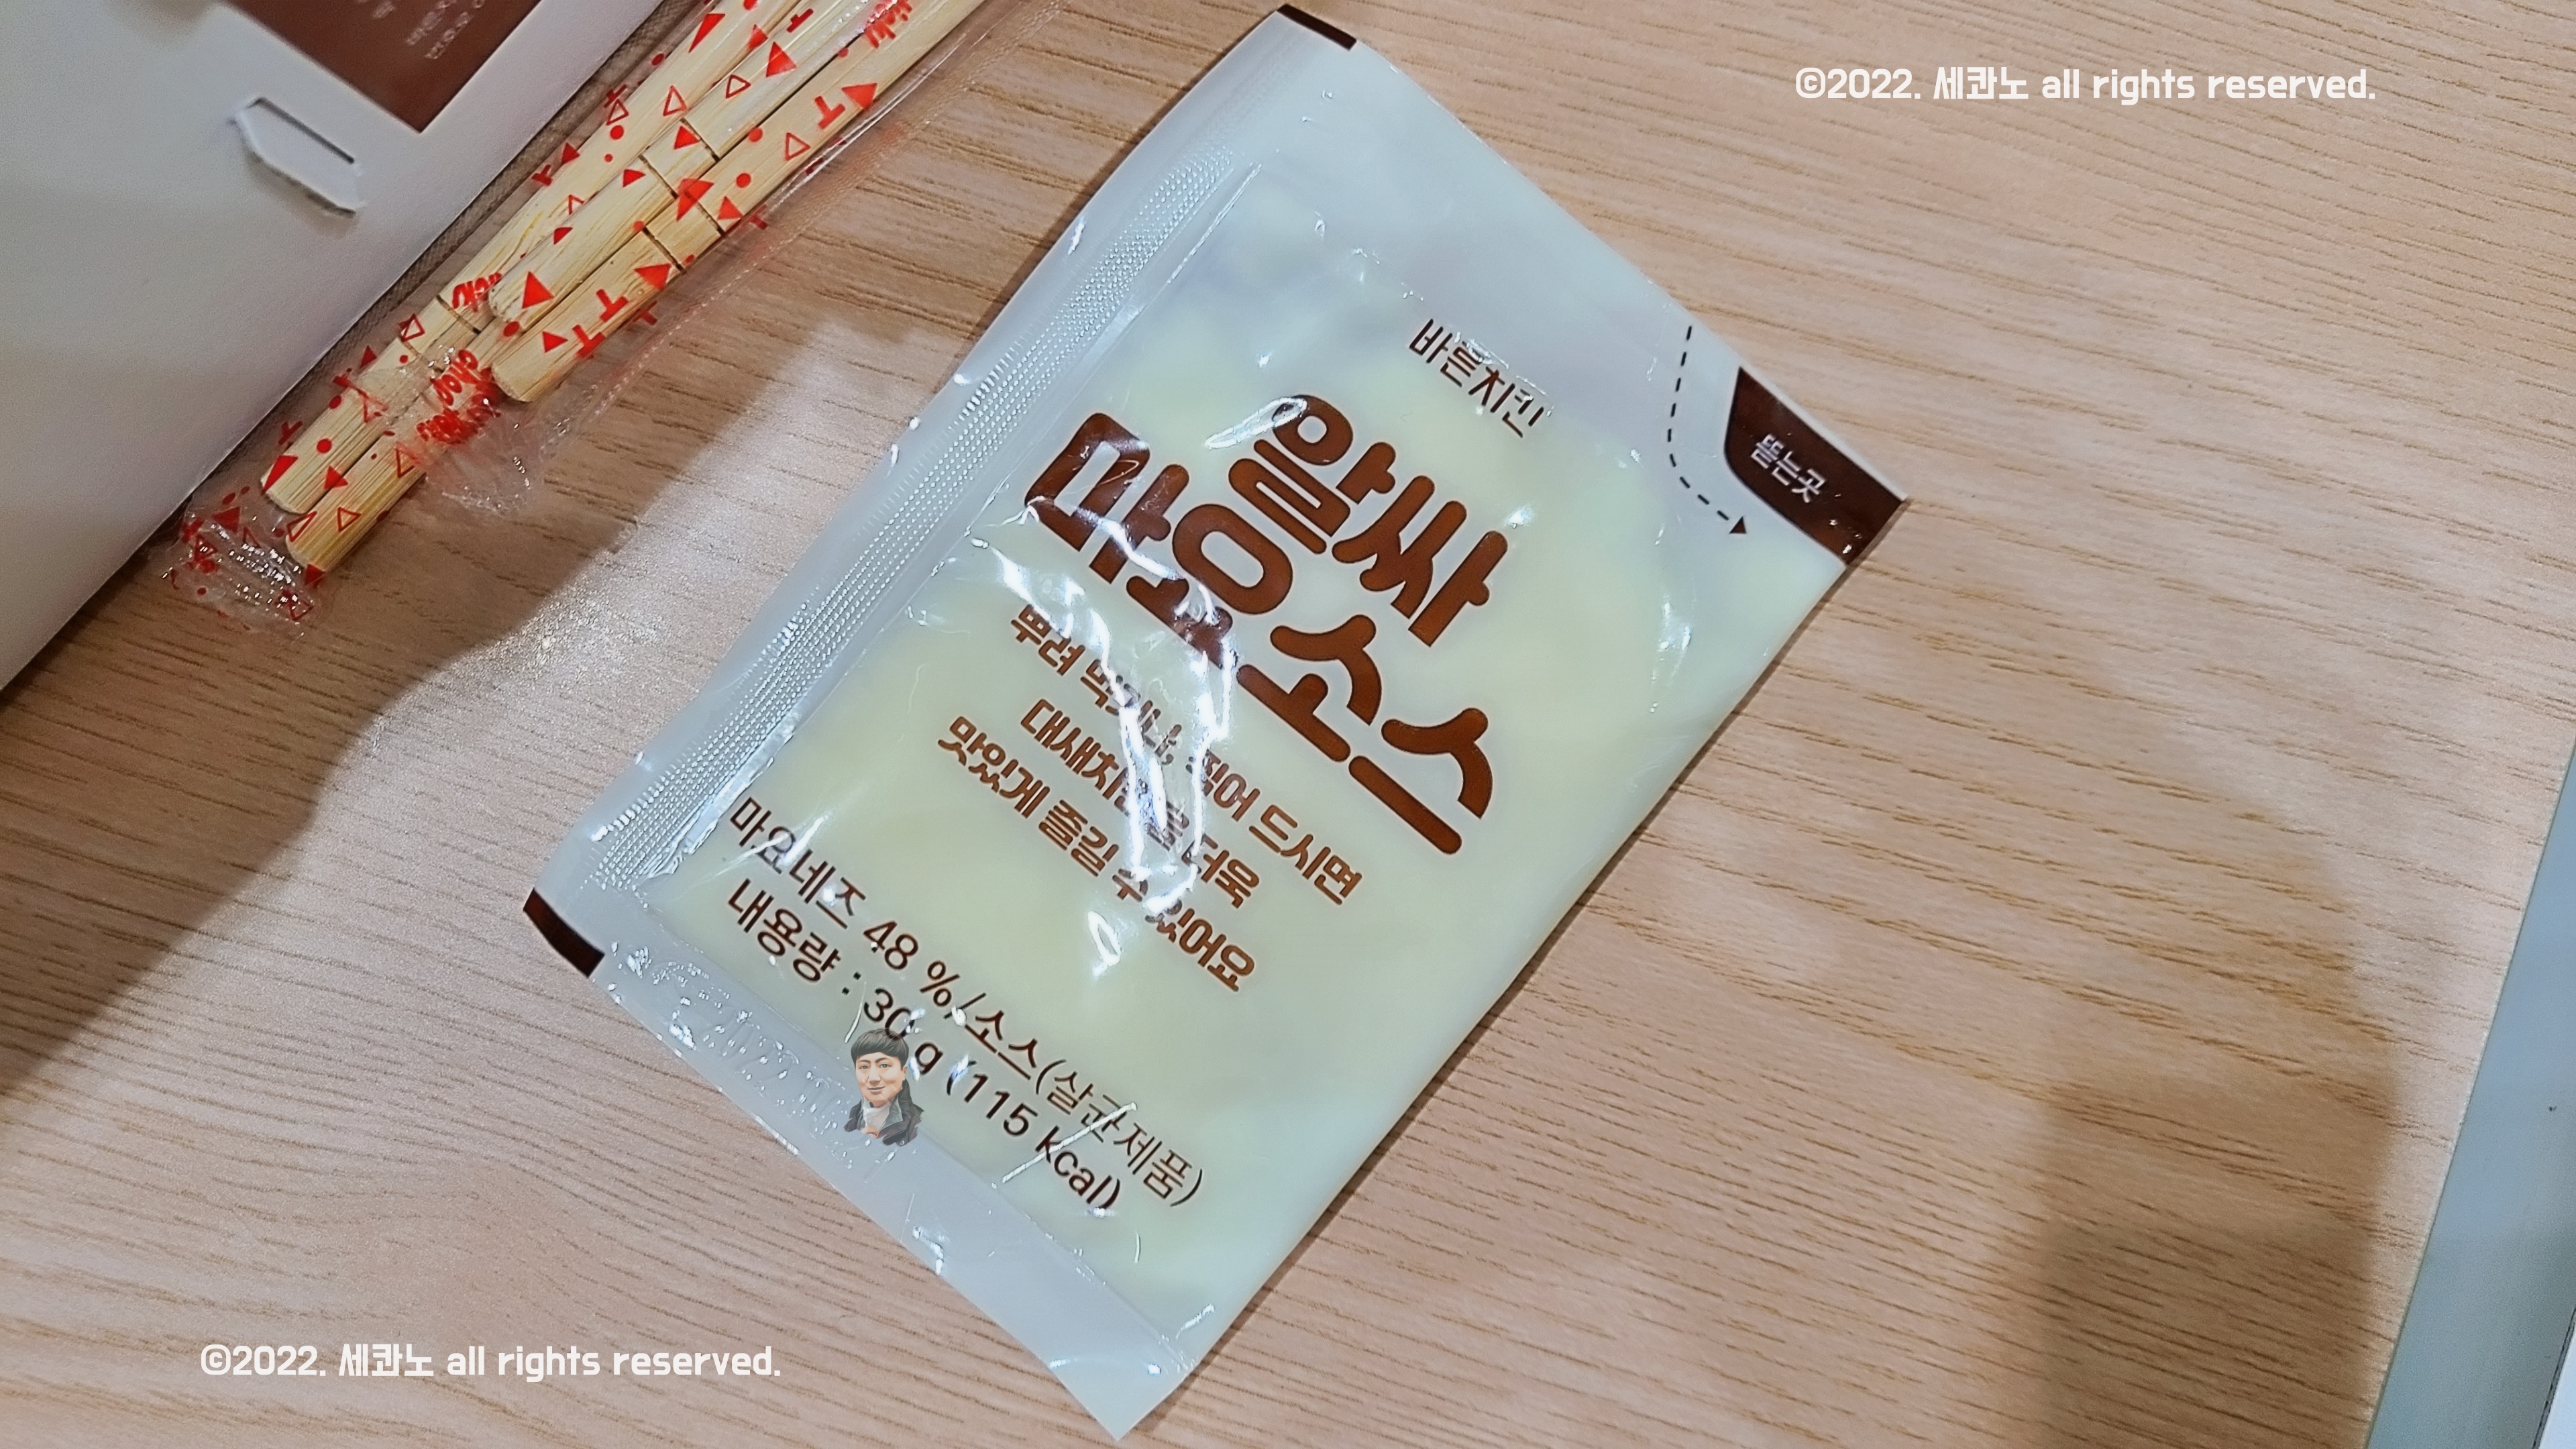 ©2022. 세콴노 all rights reserved.
바른치킨
뜯는곳
알싸
마요소스
뿌려 먹거나, 찍어 드시면
대새치킨을 더욱
맛있게 즐길 수 있어요
마요네즈 48 %/소스(살균제품)
내용량 : 30 g (115 kcal)
©2022. 세콴노 all rights reserved.